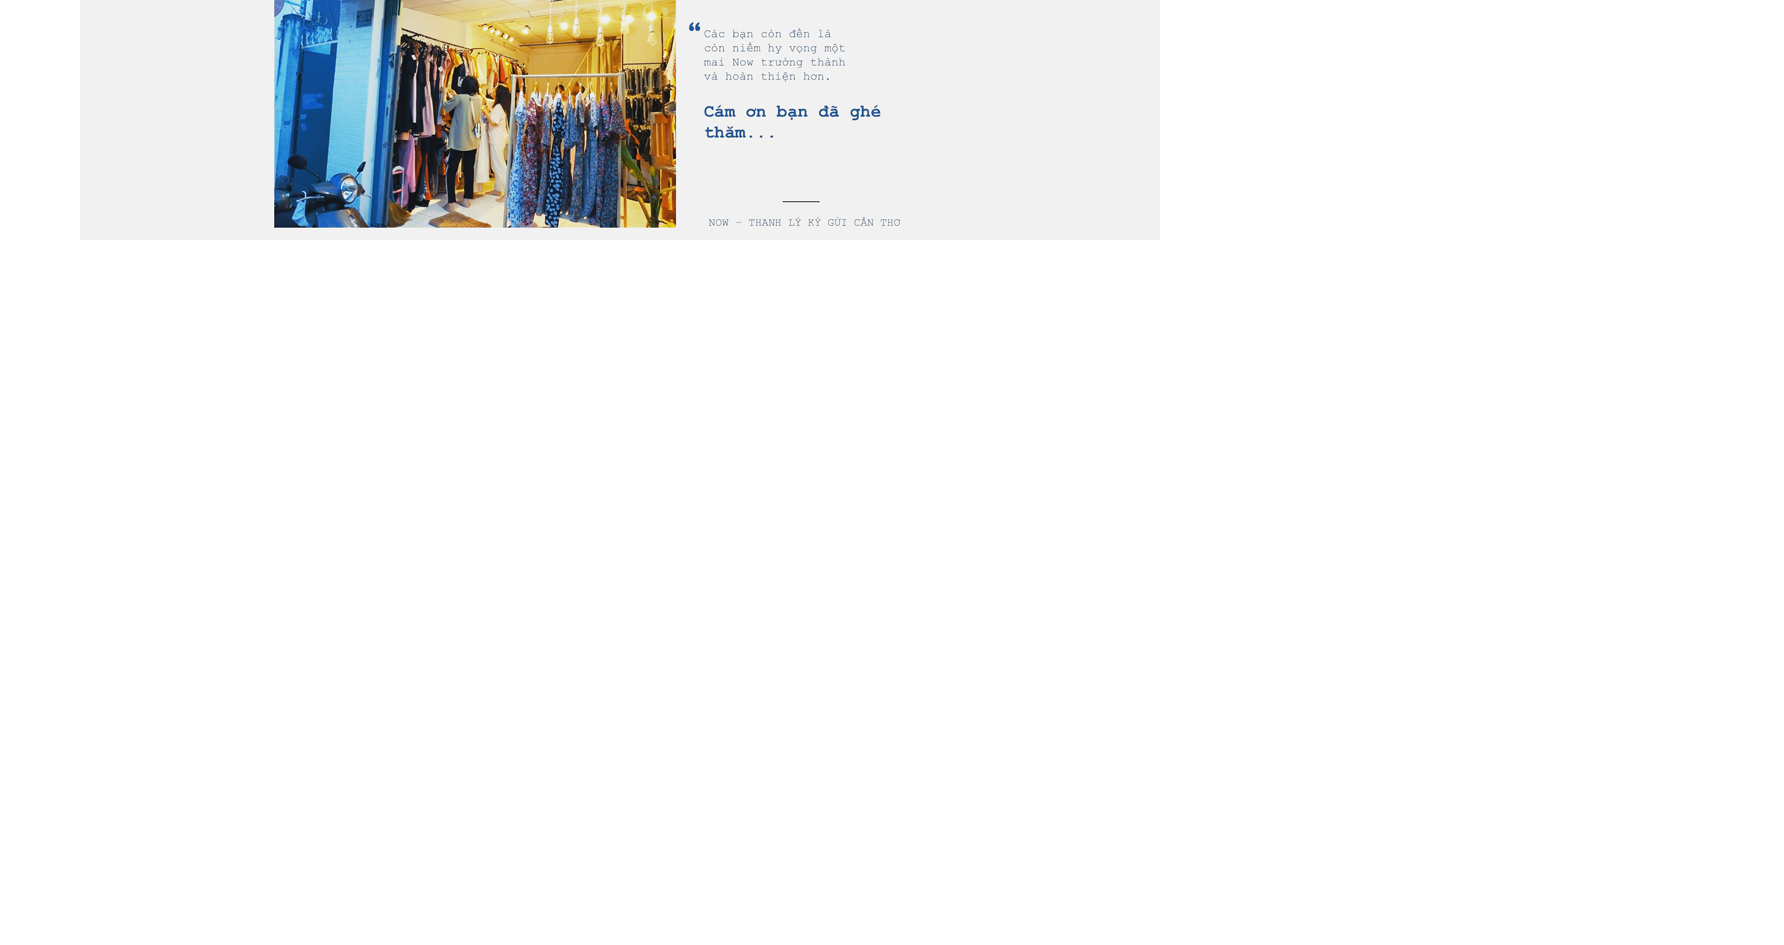 “ Các bạn còn đến là
còn niềm hy vọng một
mai Now trưởng thành
và hoàn thiện hơn.
Cám ơn bạn đã ghé
thăm...
NOW - THANH LÝ KÝ GỬI CẦN THƠ